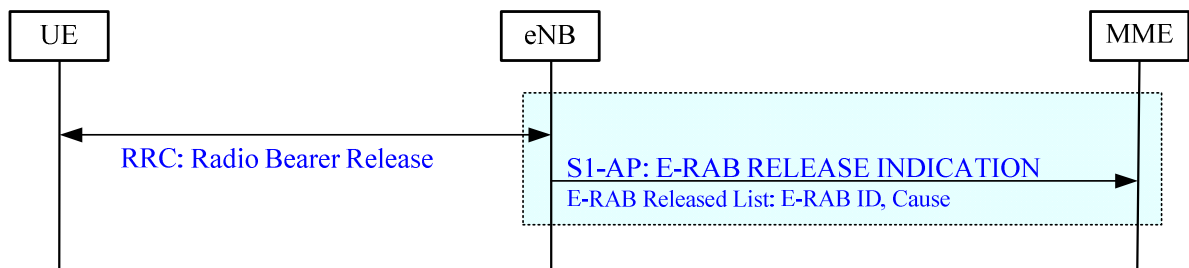 UE
eNB
MME
RRC: Radio Bearer Release
S1-AP: E-RAB RELEASE INDICATION
E-RAB Released List: E-RAB ID, Cause